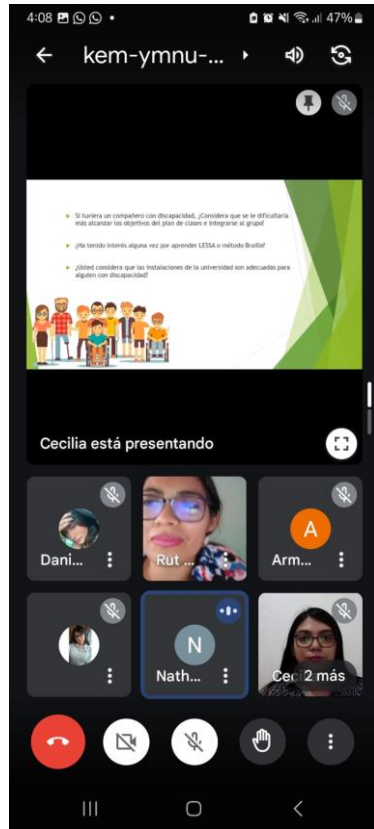 4:08
47%
kem-ymnu-...
Si tuviera un compañero con discapacidad, ¿Considera que se le dificultaría
más alcanzar los objetivos del plan de clases e Integrarse al grupo?
¿Ha tenido interés alguna vez por aprender LESSA o método Braille?
¿Usted considera que las instalaciones de la universidad son adecuadas para
alguien con discapacidad?
Cecilia está presentando
Dani...
Rut ...
Arm...
A
N
Nath...
Ceci
2 más